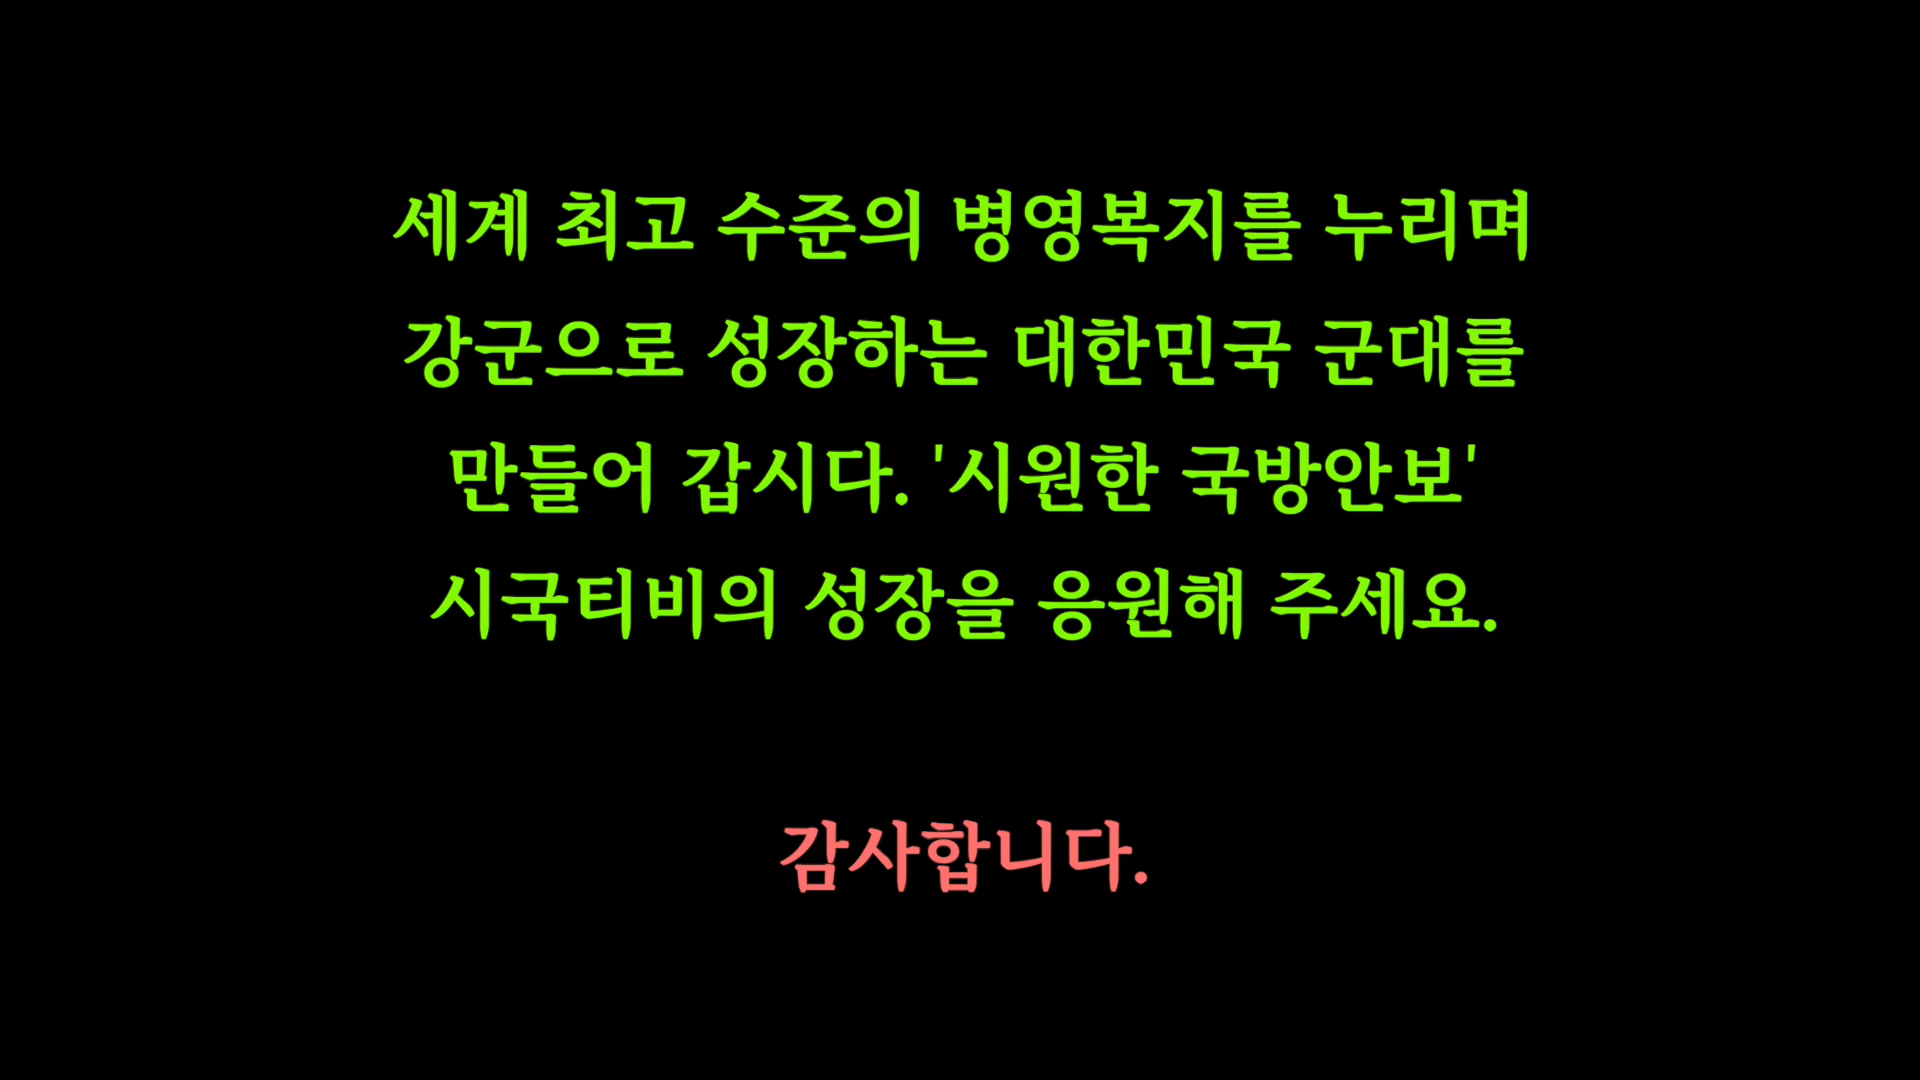 세계 최고 수준의 병영복지를 누리며
강군으로 성장하는 대한민국 군대를
만들어 갑시다. '시원한 국방안보'
시국티비의 성장을 응원해 주세요.
감사합니다.